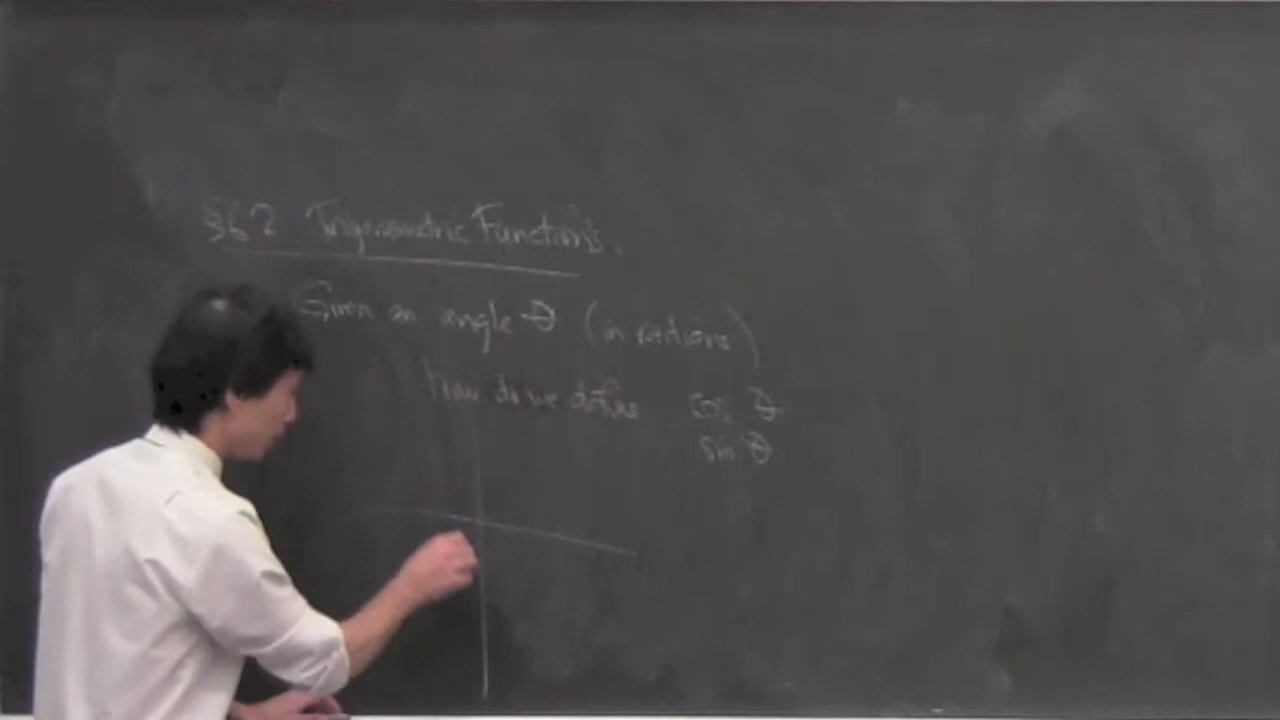 §6.2 Trigonometric Functions.
Given an angle θ (in radians)
how do we define cos θ
sin θ